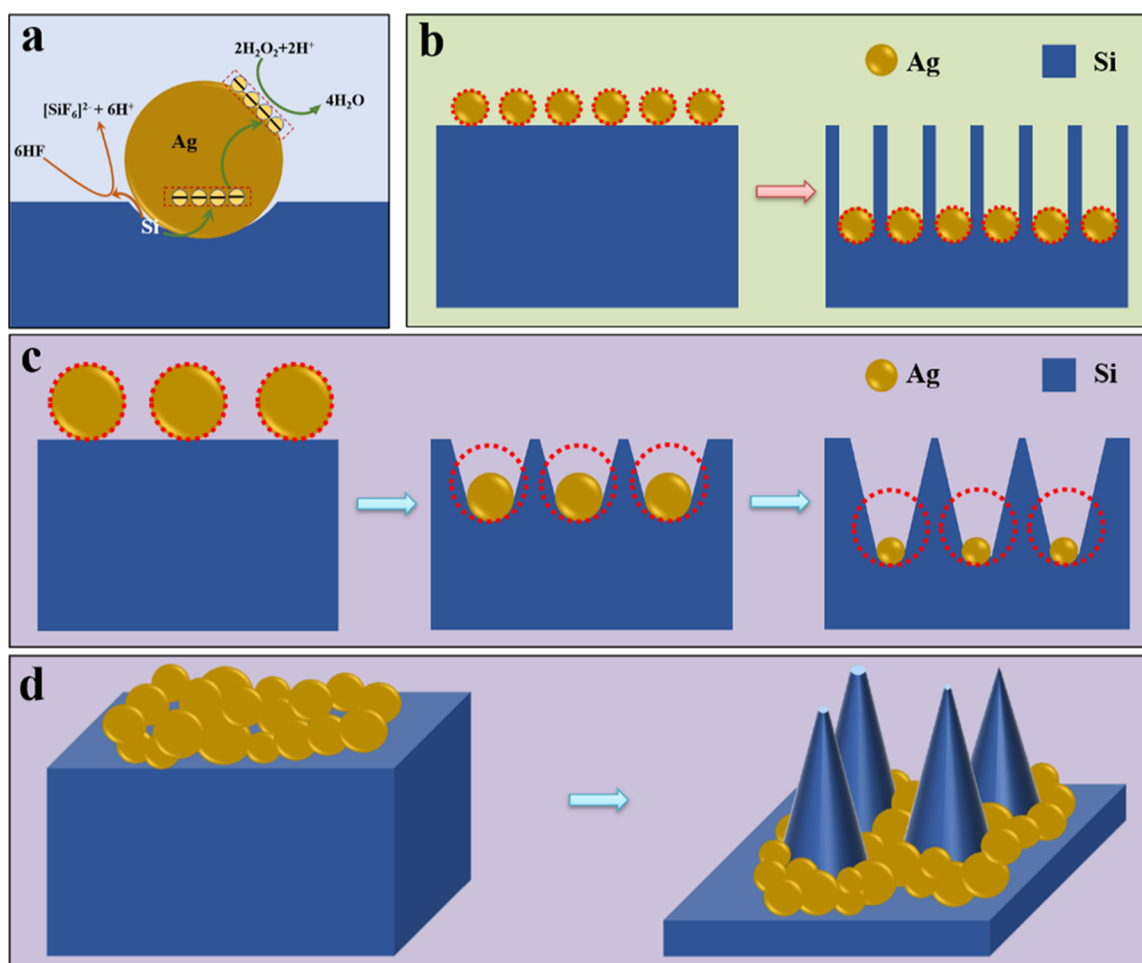 a
2H₂O₂+2H⁺
4H₂O
[SiF₆]²⁻ + 6H⁺
6HF
Ag
Si
b
Ag Si
c
Ag Si
d